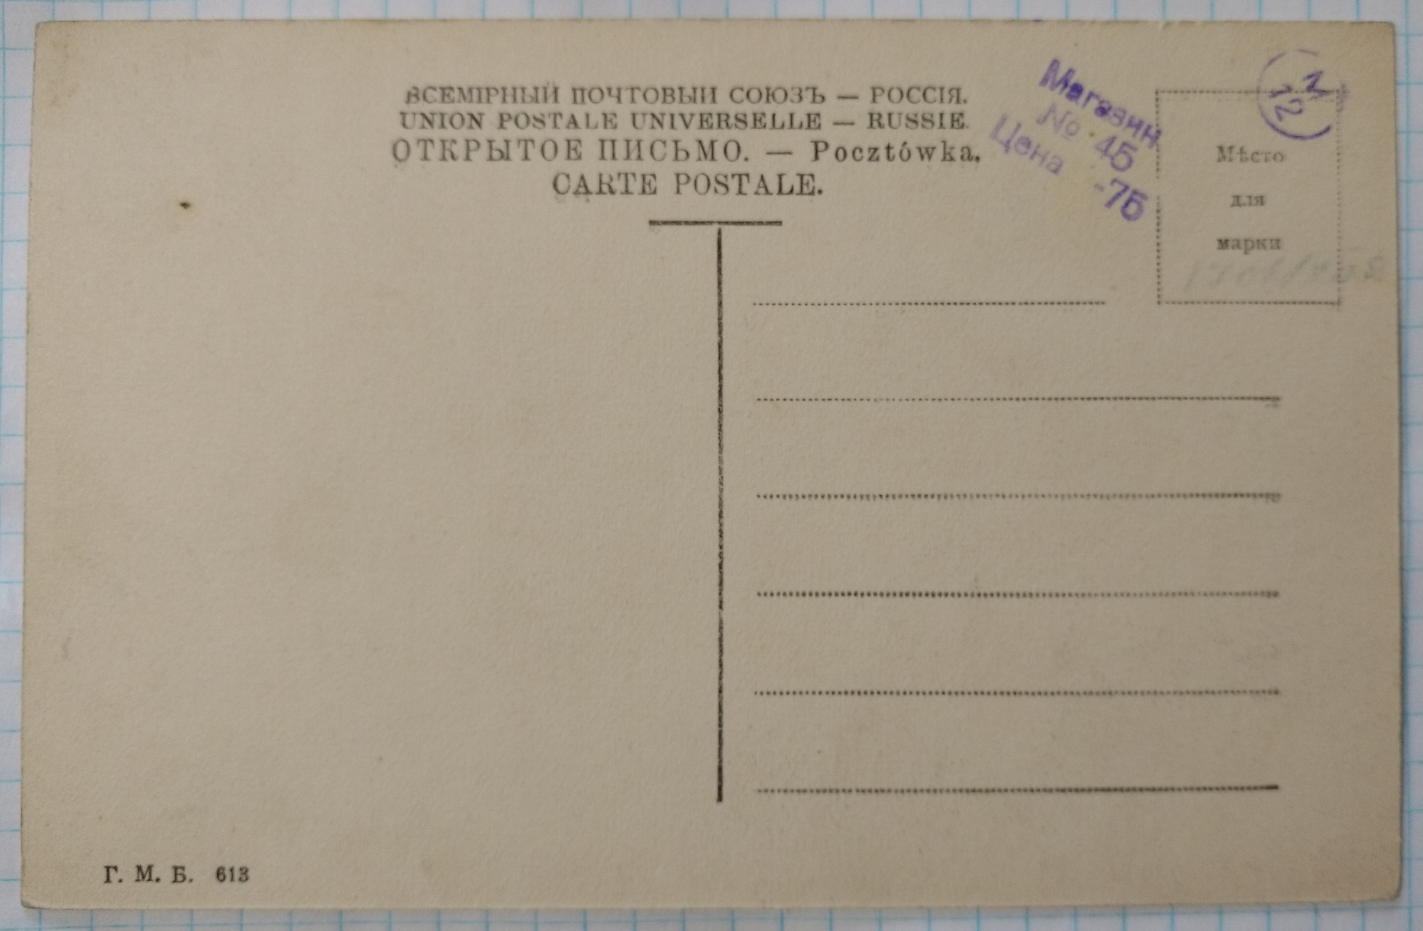 ВСЕМІРНЫЙ ПОЧТОВЫЙ СОЮЗЪ — РОССІЯ.
UNION POSTALE UNIVERSELLE — RUSSIE.
ОТКРЫТОЕ ПИСЬМО. — Pocztówka.
CARTE POSTALE.
Магазин
№ 45
Цена -75
12
Мѣсто
для
марки
Г. М. Б. 613